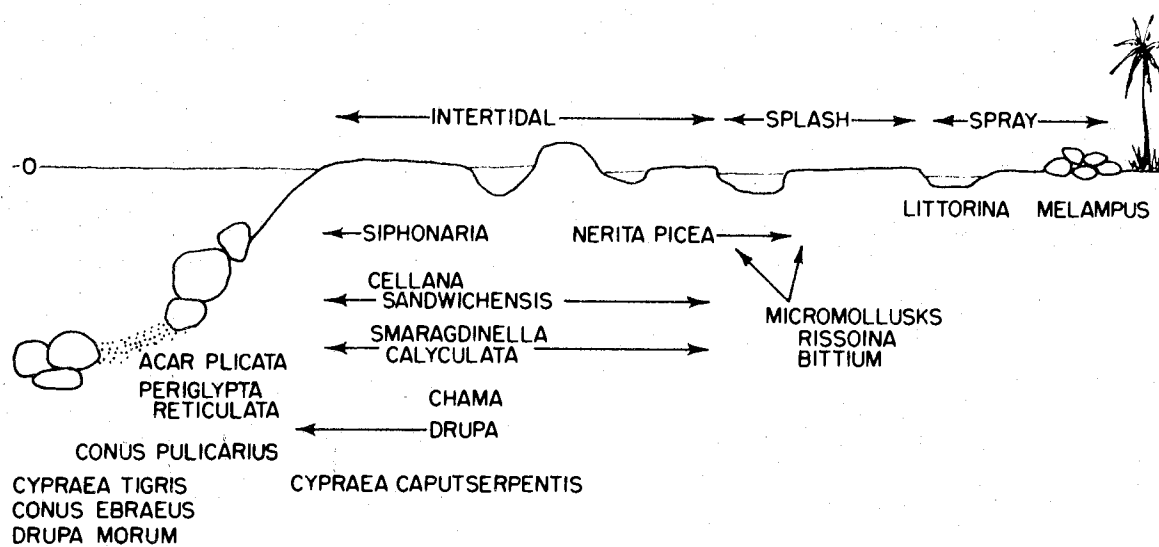 INTERTIDAL SPLASH SPRAY
-0-
LITTORINA MELAMPUS
SIPHONARIA NERITA PICEA
CELLANA
SANDWICHENSIS
MICROMOLLUSKS
RISSOINA
BITTIUM
SMARAGDINELLA
CALYCULATA
ACAR PLICATA
PERIGLYPTA
RETICULATA
CHAMA
DRUPA
CONUS PULICARIUS
CYPRAEA TIGRIS CYPRAEA CAPUTSERPENTIS
CONUS EBRAEUS
DRUPA MORUM